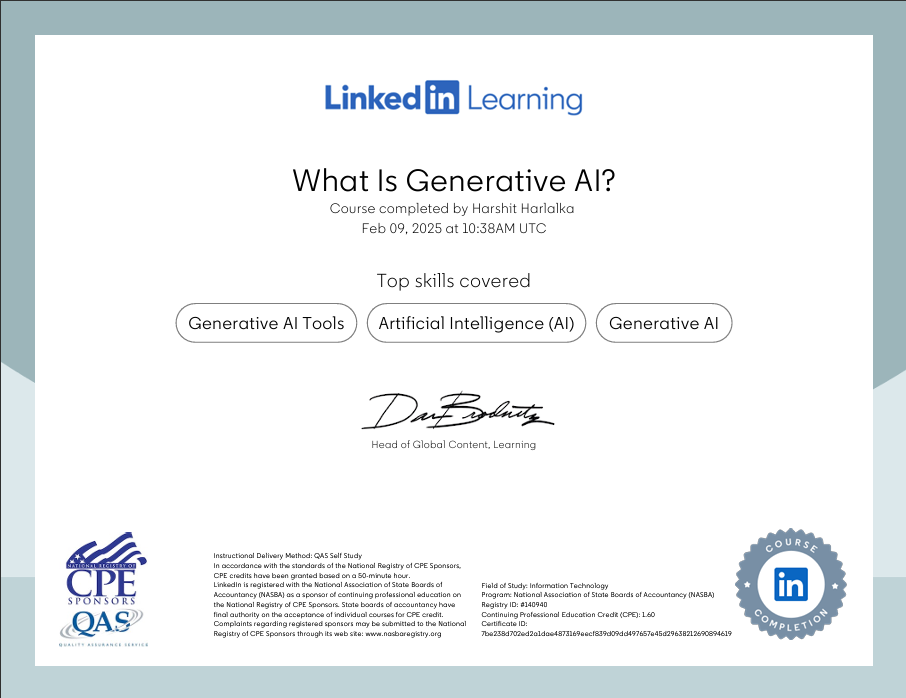 Linked in Learning
What Is Generative AI?
Course completed by Harshit Harlalka
Feb 09, 2025 at 10:38AM UTC
Top skills covered
Generative AI Tools
Artificial Intelligence (AI)
Generative AI
Dan Brodnitz
Head of Global Content, Learning
NATIONAL REGISTRY OF
CPE
SPONSORS
QAS
QUALITY ASSURANCE SERVICE
Instructional Delivery Method: QAS Self Study
In accordance with the standards of the National Registry of CPE Sponsors,
CPE credits have been granted based on a 50-minute hour.
LinkedIn is registered with the National Association of State Boards of
Accountancy (NASBA) as a sponsor of continuing professional education on
the National Registry of CPE Sponsors. State boards of accountancy have
final authority on the acceptance of individual courses for CPE credit.
Complaints regarding registered sponsors may be submitted to the National
Registry of CPE Sponsors through its web site: www.nasbaregistry.org
Field of Study: Information Technology
Program: National Association of State Boards of Accountancy (NASBA)
Registry ID: #140940
Continuing Professional Education Credit (CPE): 1.60
Certificate ID:
7be238d702ed2a1dae4873169eecf839d09dd497657e45d29638212690894619
COURSE
in
COMPLETION